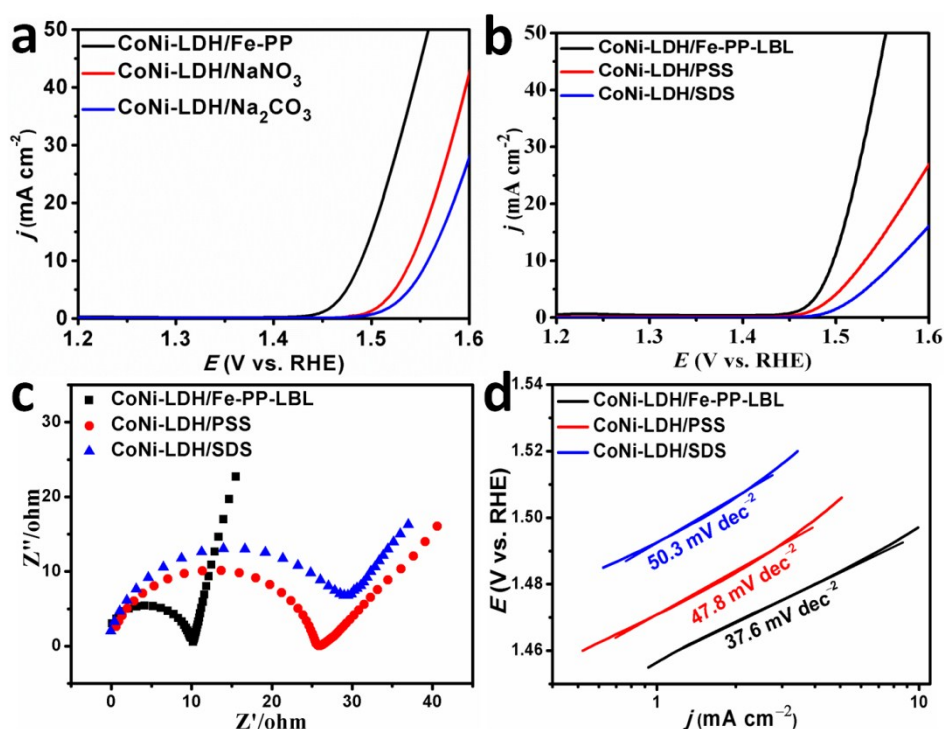 a
CoNi-LDH/Fe-PP
CoNi-LDH/NaNO₃
CoNi-LDH/Na₂CO₃
50
40
30
20
10
0
j (mA cm⁻²)
1.2 1.3 1.4 1.5 1.6
E (V vs. RHE)
b
CoNi-LDH/Fe-PP-LBL
CoNi-LDH/PSS
CoNi-LDH/SDS
50
40
30
20
10
0
j (mA cm⁻²)
1.2 1.3 1.4 1.5 1.6
E (V vs. RHE)
c
CoNi-LDH/Fe-PP-LBL
CoNi-LDH/PSS
CoNi-LDH/SDS
30
20
10
0
Z''/ohm
0 10 20 30 40
Z'/ohm
d
CoNi-LDH/Fe-PP-LBL
CoNi-LDH/PSS
CoNi-LDH/SDS
1.54
1.52
1.50
1.48
1.46
E (V vs. RHE)
50.3 mV dec⁻²
47.8 mV dec⁻²
37.6 mV dec⁻²
1 10
j (mA cm⁻²)